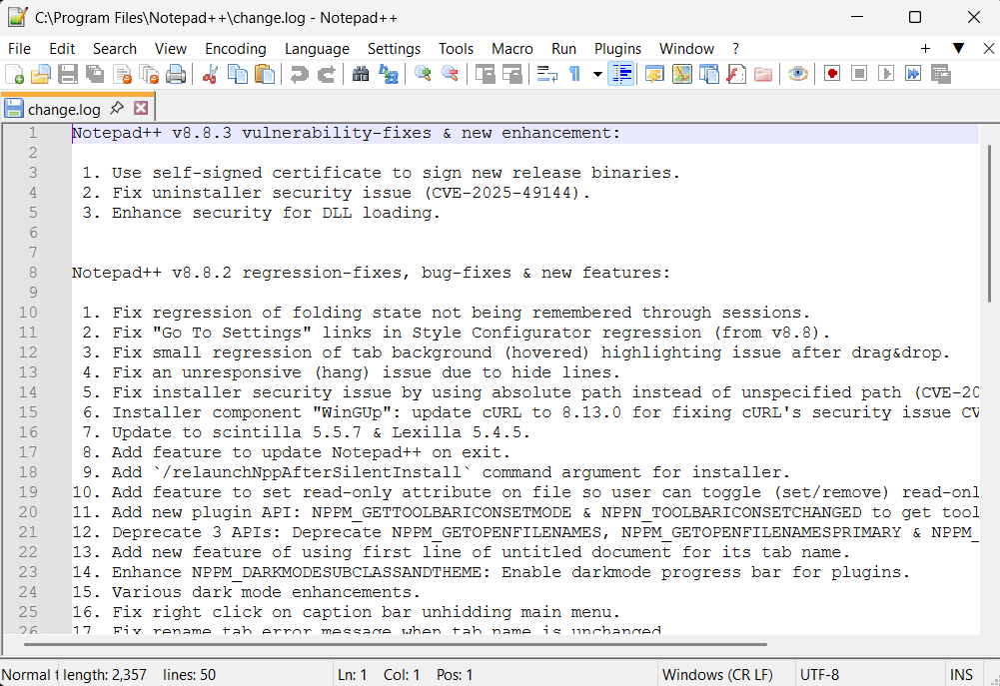 C:\Program Files\Notepad++\change.log - Notepad++
File Edit Search View Encoding Language Settings Tools Macro Run Plugins Window ? + ▼ X
change.log
1 Notepad++ v8.8.3 vulnerability-fixes & new enhancement:
2
3 1. Use self-signed certificate to sign new release binaries.
4 2. Fix uninstaller security issue (CVE-2025-49144).
5 3. Enhance security for DLL loading.
6
7
8 Notepad++ v8.8.2 regression-fixes, bug-fixes & new features:
9
10 1. Fix regression of folding state not being remembered through sessions.
11 2. Fix "Go To Settings" links in Style Configurator regression (from v8.8).
12 3. Fix small regression of tab background (hovered) highlighting issue after drag&drop.
13 4. Fix an unresponsive (hang) issue due to hide lines.
14 5. Fix installer security issue by using absolute path instead of unspecified path (CVE-20
15 6. Installer component "WinGUp": update cURL to 8.13.0 for fixing cURL's security issue CV
16 7. Update to scintilla 5.5.7 & Lexilla 5.4.5.
17 8. Add feature to update Notepad++ on exit.
18 9. Add `/relaunchNppAfterSilentInstall` command argument for installer.
19 10. Add feature to set read-only attribute on file so user can toggle (set/remove) read-onl
20 11. Add new plugin API: NPPM_GETTOOLBARICONSETMODE & NPPN_TOOLBARICONSETCHANGED to get tool
21 12. Deprecate 3 APIs: Deprecate NPPM_GETOPENFILENAMES, NPPM_GETOPENFILENAMESPRIMARY & NPPM_
22 13. Add new feature of using first line of untitled document for its tab name.
23 14. Enhance NPPM_DARKMODESUBCLASSANDTHEME: Enable darkmode progress bar for plugins.
24 15. Various dark mode enhancements.
25 16. Fix right click on caption bar unhidding main menu.
26 17. Fix rename tab error message when tab name is unchanged
Normal t length: 2,357 lines: 50 Ln: 1 Col: 1 Pos: 1 Windows (CR LF) UTF-8 INS